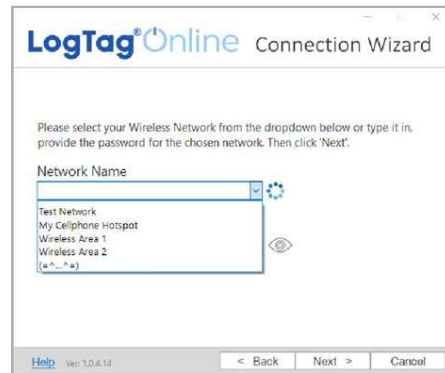 LogTag® Online Connection Wizard
Please select your Wireless Network from the dropdown below or type it in,
provide the password for the chosen network. Then click 'Next'.
Network Name
Test Network
My Cellphone Hotspot
Wireless Area 1
Wireless Area 2
(=^...^=)
Help Ver: 1.0.4.14 < Back Next > Cancel